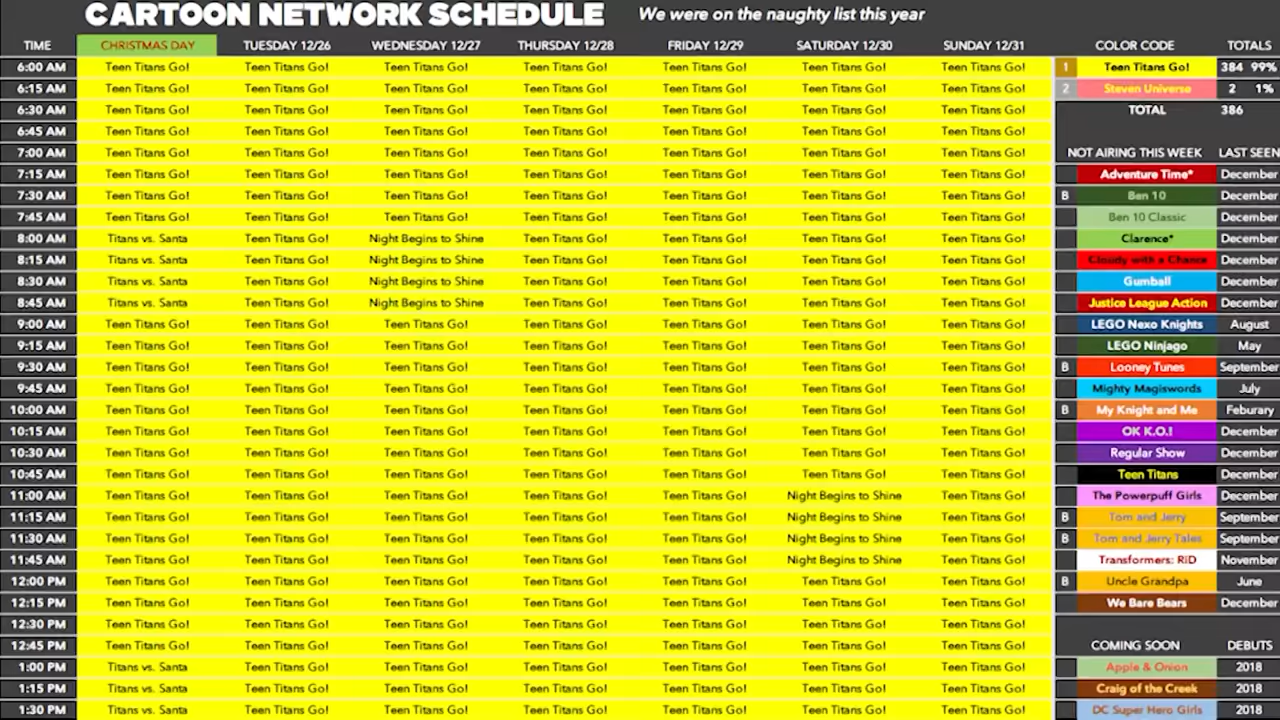 CARTOON NETWORK SCHEDULE We were on the naughty list this year
TIME CHRISTMAS DAY TUESDAY 12/26 WEDNESDAY 12/27 THURSDAY 12/28 FRIDAY 12/29 SATURDAY 12/30 SUNDAY 12/31 COLOR CODE TOTALS
6:00 AM Teen Titans Go! Teen Titans Go! Teen Titans Go! Teen Titans Go! Teen Titans Go! Teen Titans Go! Teen Titans Go! 1 Teen Titans Go! 384 99%
6:15 AM Teen Titans Go! Teen Titans Go! Teen Titans Go! Teen Titans Go! Teen Titans Go! Teen Titans Go! Teen Titans Go! 2 Steven Universe 2 1%
6:30 AM Teen Titans Go! Teen Titans Go! Teen Titans Go! Teen Titans Go! Teen Titans Go! Teen Titans Go! Teen Titans Go! TOTAL 386
6:45 AM Teen Titans Go! Teen Titans Go! Teen Titans Go! Teen Titans Go! Teen Titans Go! Teen Titans Go! Teen Titans Go!
7:00 AM Teen Titans Go! Teen Titans Go! Teen Titans Go! Teen Titans Go! Teen Titans Go! Teen Titans Go! Teen Titans Go! NOT AIRING THIS WEEK LAST SEEN
7:15 AM Teen Titans Go! Teen Titans Go! Teen Titans Go! Teen Titans Go! Teen Titans Go! Teen Titans Go! Teen Titans Go! Adventure Time* December
7:30 AM Teen Titans Go! Teen Titans Go! Teen Titans Go! Teen Titans Go! Teen Titans Go! Teen Titans Go! Teen Titans Go! B Ben 10 December
7:45 AM Teen Titans Go! Teen Titans Go! Teen Titans Go! Teen Titans Go! Teen Titans Go! Teen Titans Go! Teen Titans Go! Ben 10 Classic December
8:00 AM Titans vs. Santa Teen Titans Go! Night Begins to Shine Teen Titans Go! Teen Titans Go! Teen Titans Go! Teen Titans Go! Clarence* December
8:15 AM Titans vs. Santa Teen Titans Go! Night Begins to Shine Teen Titans Go! Teen Titans Go! Teen Titans Go! Teen Titans Go! Cloudy with a Chance December
8:30 AM Titans vs. Santa Teen Titans Go! Night Begins to Shine Teen Titans Go! Teen Titans Go! Teen Titans Go! Teen Titans Go! Gumball December
8:45 AM Titans vs. Santa Teen Titans Go! Night Begins to Shine Teen Titans Go! Teen Titans Go! Teen Titans Go! Teen Titans Go! Justice League Action December
9:00 AM Teen Titans Go! Teen Titans Go! Teen Titans Go! Teen Titans Go! Teen Titans Go! Teen Titans Go! Teen Titans Go! LEGO Nexo Knights August
9:15 AM Teen Titans Go! Teen Titans Go! Teen Titans Go! Teen Titans Go! Teen Titans Go! Teen Titans Go! Teen Titans Go! LEGO Ninjago May
9:30 AM Teen Titans Go! Teen Titans Go! Teen Titans Go! Teen Titans Go! Teen Titans Go! Teen Titans Go! Teen Titans Go! B Looney Tunes September
9:45 AM Teen Titans Go! Teen Titans Go! Teen Titans Go! Teen Titans Go! Teen Titans Go! Teen Titans Go! Teen Titans Go! Mighty Magiswords July
10:00 AM Teen Titans Go! Teen Titans Go! Teen Titans Go! Teen Titans Go! Teen Titans Go! Teen Titans Go! Teen Titans Go! B My Knight and Me Feburary
10:15 AM Teen Titans Go! Teen Titans Go! Teen Titans Go! Teen Titans Go! Teen Titans Go! Teen Titans Go! Teen Titans Go! OK K.O.! December
10:30 AM Teen Titans Go! Teen Titans Go! Teen Titans Go! Teen Titans Go! Teen Titans Go! Teen Titans Go! Teen Titans Go! Regular Show December
10:45 AM Teen Titans Go! Teen Titans Go! Teen Titans Go! Teen Titans Go! Teen Titans Go! Teen Titans Go! Teen Titans Go! Teen Titans December
11:00 AM Teen Titans Go! Teen Titans Go! Teen Titans Go! Teen Titans Go! Teen Titans Go! Night Begins to Shine Teen Titans Go! The Powerpuff Girls December
11:15 AM Teen Titans Go! Teen Titans Go! Teen Titans Go! Teen Titans Go! Teen Titans Go! Night Begins to Shine Teen Titans Go! B Tom and Jerry September
11:30 AM Teen Titans Go! Teen Titans Go! Teen Titans Go! Teen Titans Go! Teen Titans Go! Night Begins to Shine Teen Titans Go! B Tom and Jerry Tales September
11:45 AM Teen Titans Go! Teen Titans Go! Teen Titans Go! Teen Titans Go! Teen Titans Go! Night Begins to Shine Teen Titans Go! Transformers: RiD November
12:00 PM Teen Titans Go! Teen Titans Go! Teen Titans Go! Teen Titans Go! Teen Titans Go! Teen Titans Go! Teen Titans Go! B Uncle Grandpa June
12:15 PM Teen Titans Go! Teen Titans Go! Teen Titans Go! Teen Titans Go! Teen Titans Go! Teen Titans Go! Teen Titans Go! We Bare Bears December
12:30 PM Teen Titans Go! Teen Titans Go! Teen Titans Go! Teen Titans Go! Teen Titans Go! Teen Titans Go! Teen Titans Go!
12:45 PM Teen Titans Go! Teen Titans Go! Teen Titans Go! Teen Titans Go! Teen Titans Go! Teen Titans Go! Teen Titans Go! COMING SOON DEBUTS
1:00 PM Titans vs. Santa Teen Titans Go! Teen Titans Go! Teen Titans Go! Teen Titans Go! Teen Titans Go! Teen Titans Go! Apple & Onion 2018
1:15 PM Titans vs. Santa Teen Titans Go! Teen Titans Go! Teen Titans Go! Teen Titans Go! Teen Titans Go! Teen Titans Go! Craig of the Creek 2018
1:30 PM Titans vs. Santa Teen Titans Go! Teen Titans Go! Teen Titans Go! Teen Titans Go! Teen Titans Go! Teen Titans Go! DC Super Hero Girls 2018